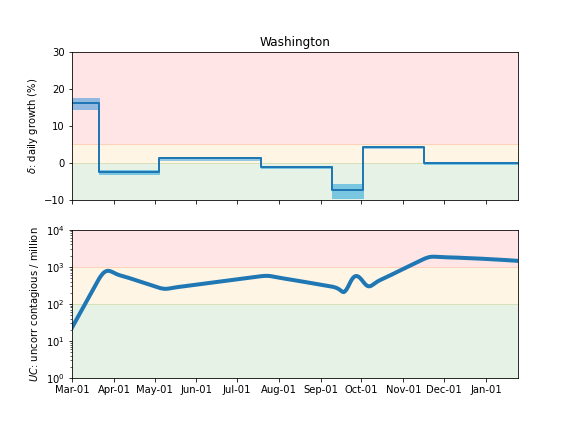 Washington
30
20
10
0
−10
δ: daily growth (%)
10⁴
10³
10²
10¹
10⁰
UC: uncorr contagious / million
Mar-01 Apr-01 May-01 Jun-01 Jul-01 Aug-01 Sep-01 Oct-01 Nov-01 Dec-01 Jan-01